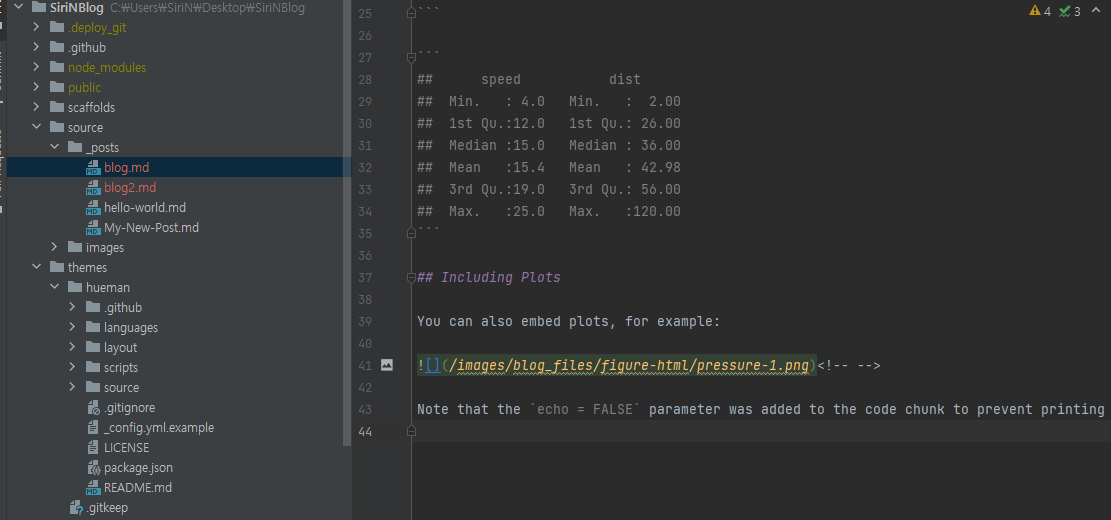 SiriNBlog C:₩Users₩SiriN₩Desktop₩SiriNBlog
.deploy_git
.github
node_modules
public
scaffolds
source
_posts
blog.md
blog2.md
hello-world.md
My-New-Post.md
images
themes
hueman
.github
languages
layout
scripts
source
.gitignore
_config.yml.example
LICENSE
package.json
README.md
.gitkeep
4 3
25 ```
26
27 ```
28 ##      speed           dist
29 ##  Min.   : 4.0   Min.   :  2.00
30 ##  1st Qu.:12.0   1st Qu.: 26.00
31 ##  Median :15.0   Median : 36.00
32 ##  Mean   :15.4   Mean   : 42.98
33 ##  3rd Qu.:19.0   3rd Qu.: 56.00
34 ##  Max.   :25.0   Max.   :120.00
35 ```
36
37 ## Including Plots
38
39 You can also embed plots, for example:
40
41 ![](/images/blog_files/figure-html/pressure-1.png)<!-- -->
42
43 Note that the `echo = FALSE` parameter was added to the code chunk to prevent printing
44